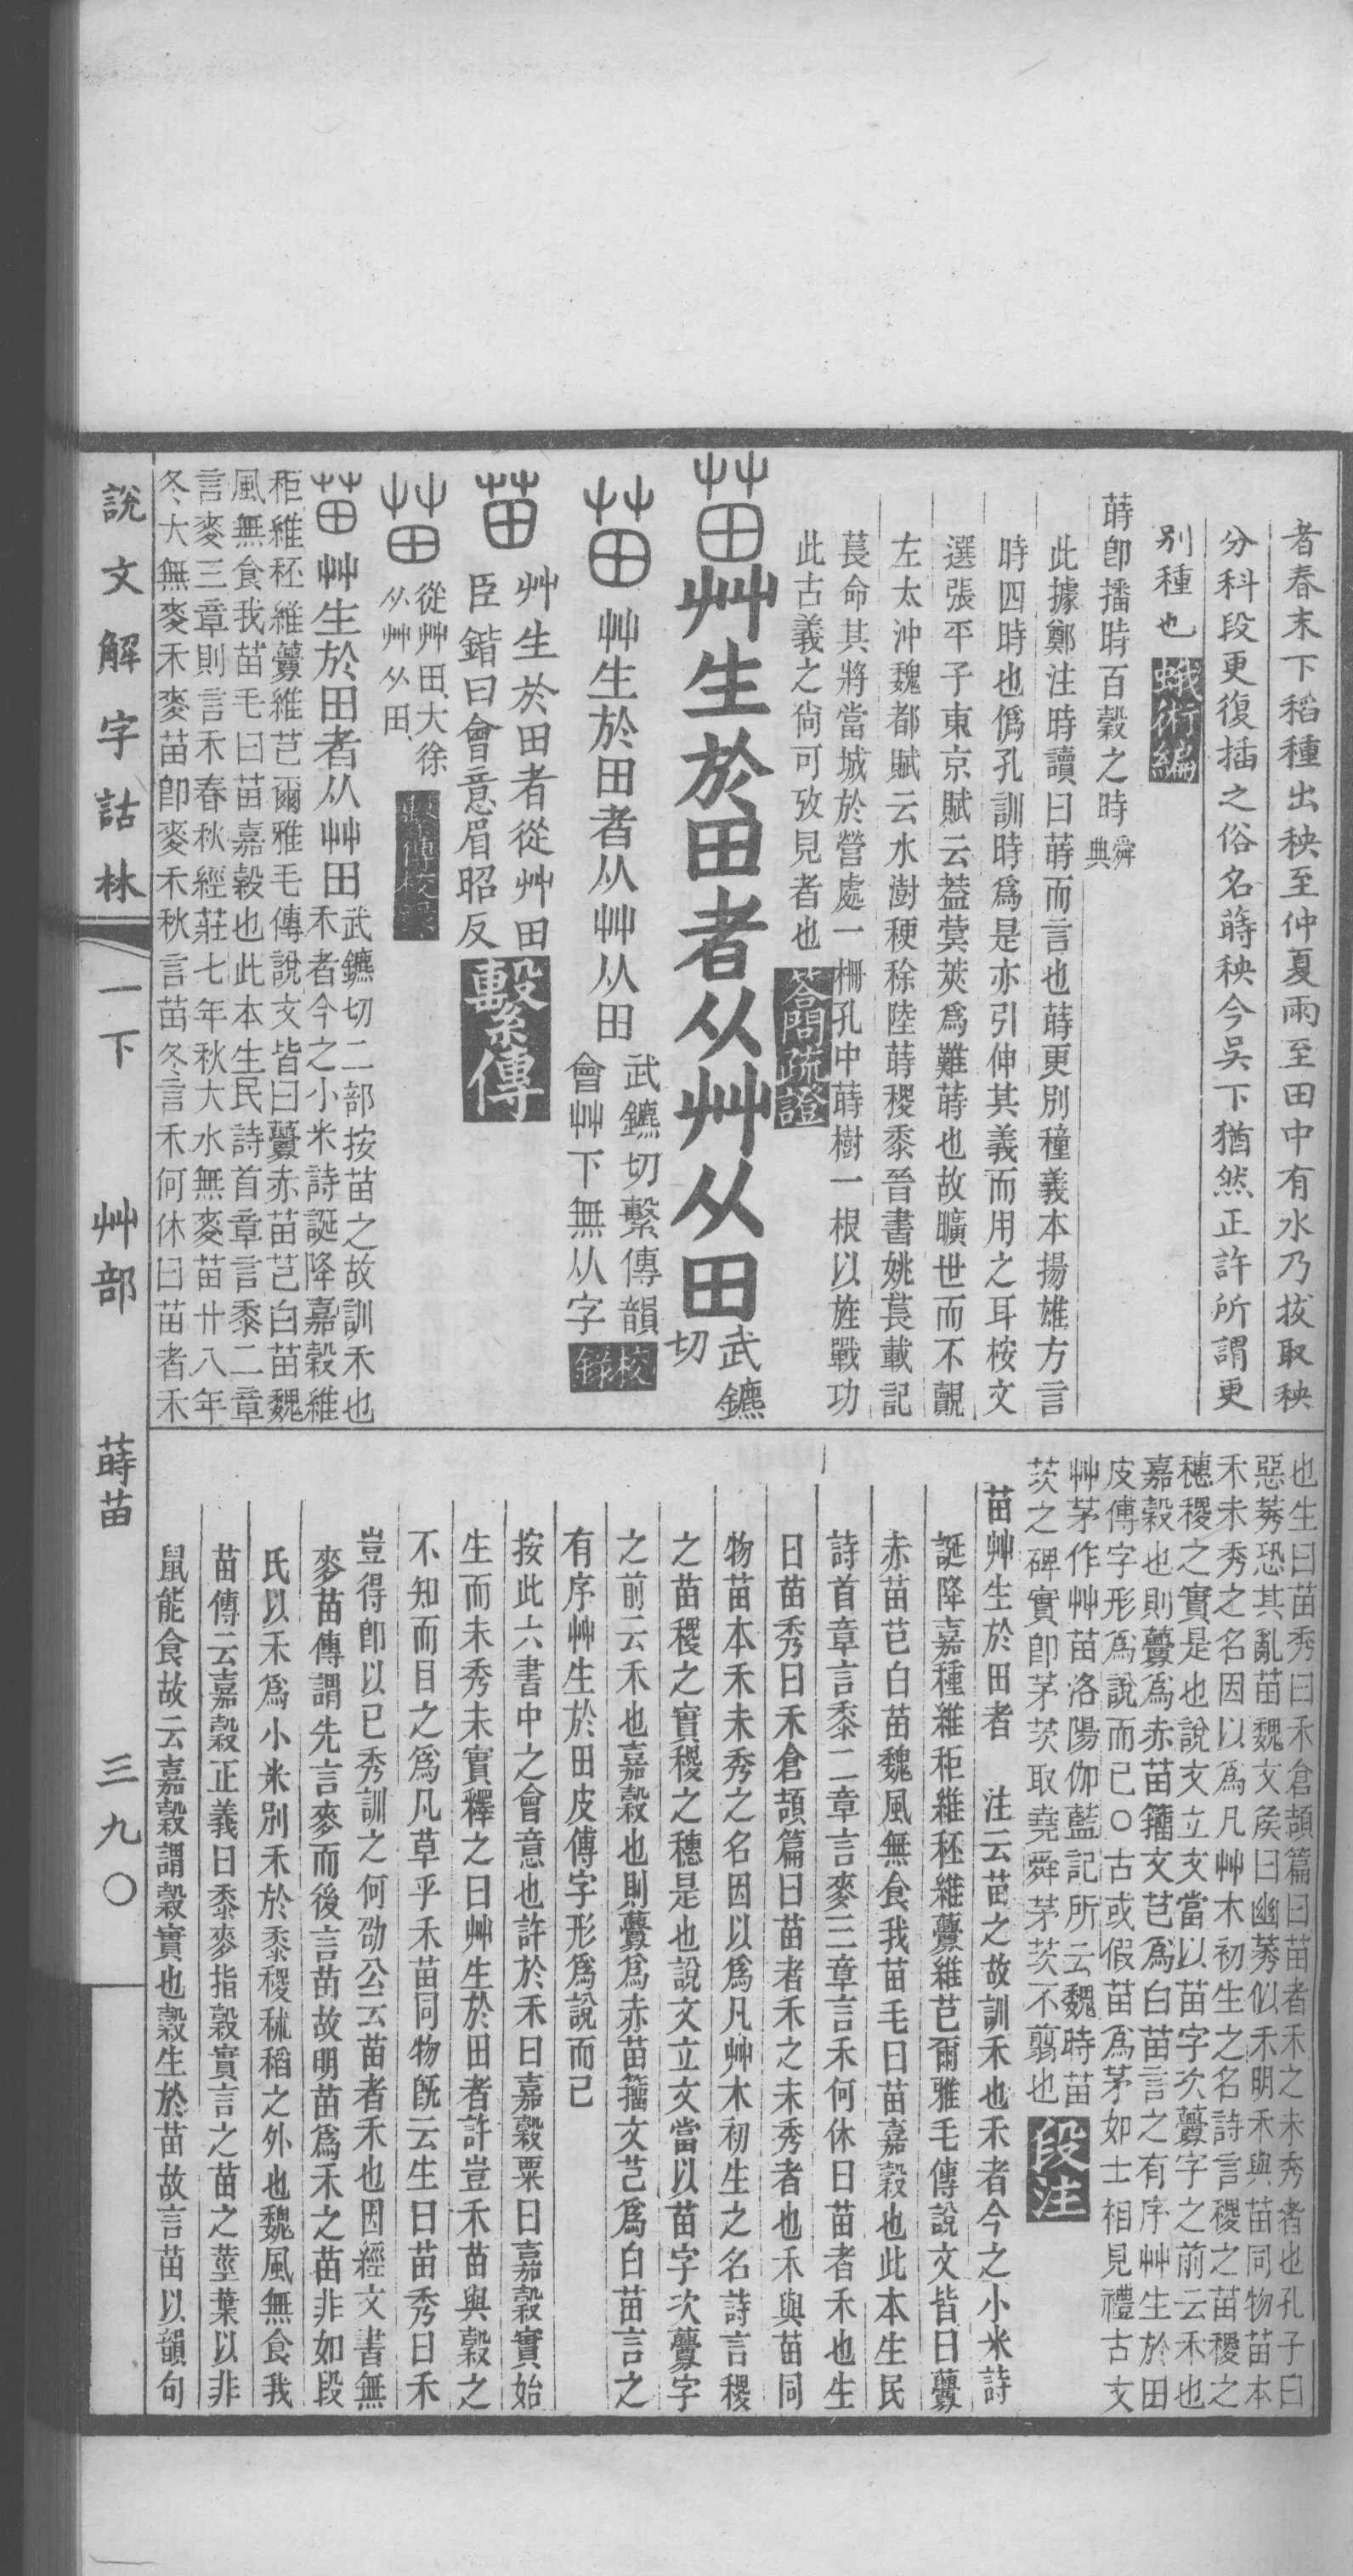 者春末下稻種出秧至仲夏雨至田中有水乃拔取秧
分科段更復插之俗名蒔秧今吳下猶然正許所謂更
别種也
蛾術編
蒔卽播時百穀之時
舜典
此據鄭注時讀曰蒔而言也蒔更別種義本揚雄方言
時四時也僞孔訓時爲是亦引伸其義而用之耳桉文
選張平子東京賦云葢蓂莢爲難蒔也故曠世而不覿
左太沖魏都賦云水澍稉稌陸蒔稷黍晉書姚萇載記
萇命其將當城於營處一柵孔中蒔樹一根以旌戰功
此古義之尙可攷見者也
答問疏證
苗艸生於田者从艸从田
武鑣切
苗艸生於田者从艸从田
武鑣切繫傳韻
會艸下無从字
校錄
苗艸生於田者從艸田
臣鍇曰會意眉昭反
繫傳
苗
從艸田、大徐
从艸从田、
繫傳校錄
苗艸生於田者从艸田
武鑣切二部按苗之故訓禾也
禾者今之小米詩誕降嘉穀維
秬維秠維虋維芑爾雅毛傳說文皆曰虋赤苗芑白苗魏
風無食我苗毛曰苗嘉穀也此本生民詩首章言黍二章
言麥三章則言禾春秋經莊七年秋大水無麥苗廿八年
冬大無麥禾麥苗卽麥禾秋言苗冬言禾何休曰苗者禾
也生曰苗秀曰禾倉頡篇曰苗者禾之未秀者也孔子曰
惡莠恐其亂苗魏文矦曰幽莠似禾明禾與苗同物苗本
禾未秀之名因以爲凡艸木初生之名詩言稷之苗稷之
穗稷之實是也說文立文當以苗字次虋字之前云禾也
嘉穀也則虋爲赤苗籒文芑爲白苗言之有序艸生於田
皮傅字形爲說而已○古或假苗爲茅如士相見禮古文
艸茅作艸苗洛陽伽藍記所云魏時苗
茨之碑實卽茅茨取堯舜茅茨不翦也
段注
苗艸生於田者　注云苗之故訓禾也禾者今之小米詩
誕降嘉種維秬維秠維虋維芑爾雅毛傳說文皆曰虋
赤苗芑白苗魏風無食我苗毛曰苗嘉穀也此本生民
詩首章言黍二章言麥三章言禾何休曰苗者禾也生
曰苗秀曰禾倉頡篇曰苗者禾之未秀者也禾與苗同
物苗本禾未秀之名因以爲凡艸木初生之名詩言稷
之苗稷之實稷之穗是也說文立文當以苗字次虋字
之前云禾也嘉穀也則虋爲赤苗籒文芑爲白苗言之
有序艸生於田皮傅字形爲說而已
按此六書中之會意也許於禾曰嘉穀粟曰嘉穀實始
生而未秀未實釋之曰艸生於田者許豈禾苗與穀之
不知而目之爲凡草乎禾苗同物旣云生曰苗秀曰禾
豈得卽以已秀訓之何劭公云苗者禾也因經文書無
麥苗傳謂先言麥而後言苗故明苗爲禾之苗非如段
氏以禾爲小米別禾於黍稷秫稻之外也魏風無食我
苗傳云嘉穀正義曰黍麥指穀實言之苗之莖葉以非
鼠能食故云嘉穀謂穀實也穀生於苗故言苗以韻句
說文解字詁林
一下
艸部
蒔苗
三九〇